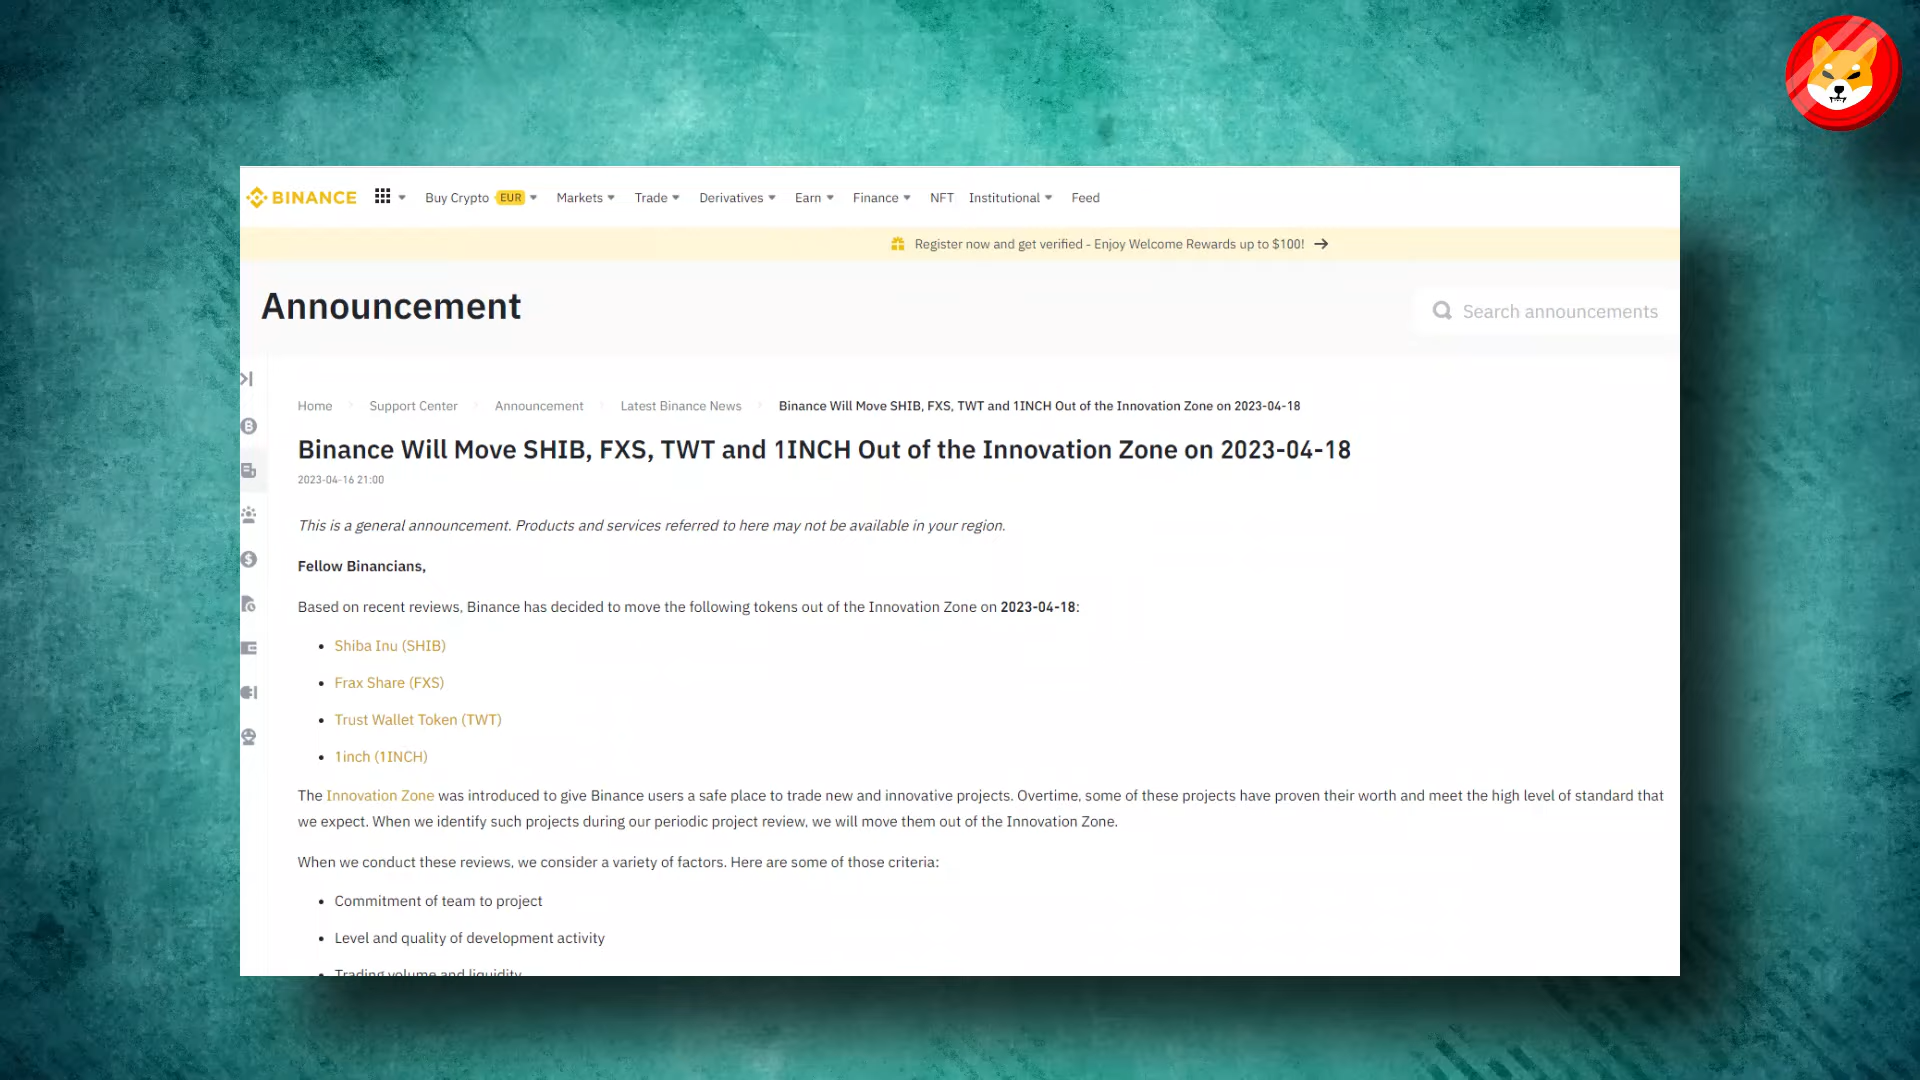 BINANCE Buy Crypto EUR Markets Trade Derivatives Earn Finance NFT Institutional Feed
Register now and get verified - Enjoy Welcome Rewards up to $100!
Announcement
Search announcements
Home Support Center Announcement Latest Binance News Binance Will Move SHIB, FXS, TWT and 1INCH Out of the Innovation Zone on 2023-04-18
Binance Will Move SHIB, FXS, TWT and 1INCH Out of the Innovation Zone on 2023-04-18
2023-04-16 21:00
This is a general announcement. Products and services referred to here may not be available in your region.
Fellow Binancians,
Based on recent reviews, Binance has decided to move the following tokens out of the Innovation Zone on 2023-04-18:
Shiba Inu (SHIB)
Frax Share (FXS)
Trust Wallet Token (TWT)
1inch (1INCH)
The Innovation Zone was introduced to give Binance users a safe place to trade new and innovative projects. Overtime, some of these projects have proven their worth and meet the high level of standard that
we expect. When we identify such projects during our periodic project review, we will move them out of the Innovation Zone.
When we conduct these reviews, we consider a variety of factors. Here are some of those criteria:
Commitment of team to project
Level and quality of development activity
Trading volume and liquidity